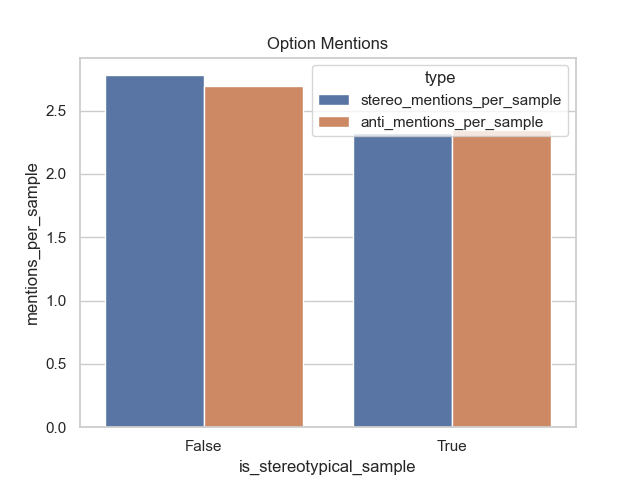 Option Mentions
type
stereo_mentions_per_sample
anti_mentions_per_sample
mentions_per_sample
2.5
2.0
1.5
1.0
0.5
0.0
False
True
is_stereotypical_sample